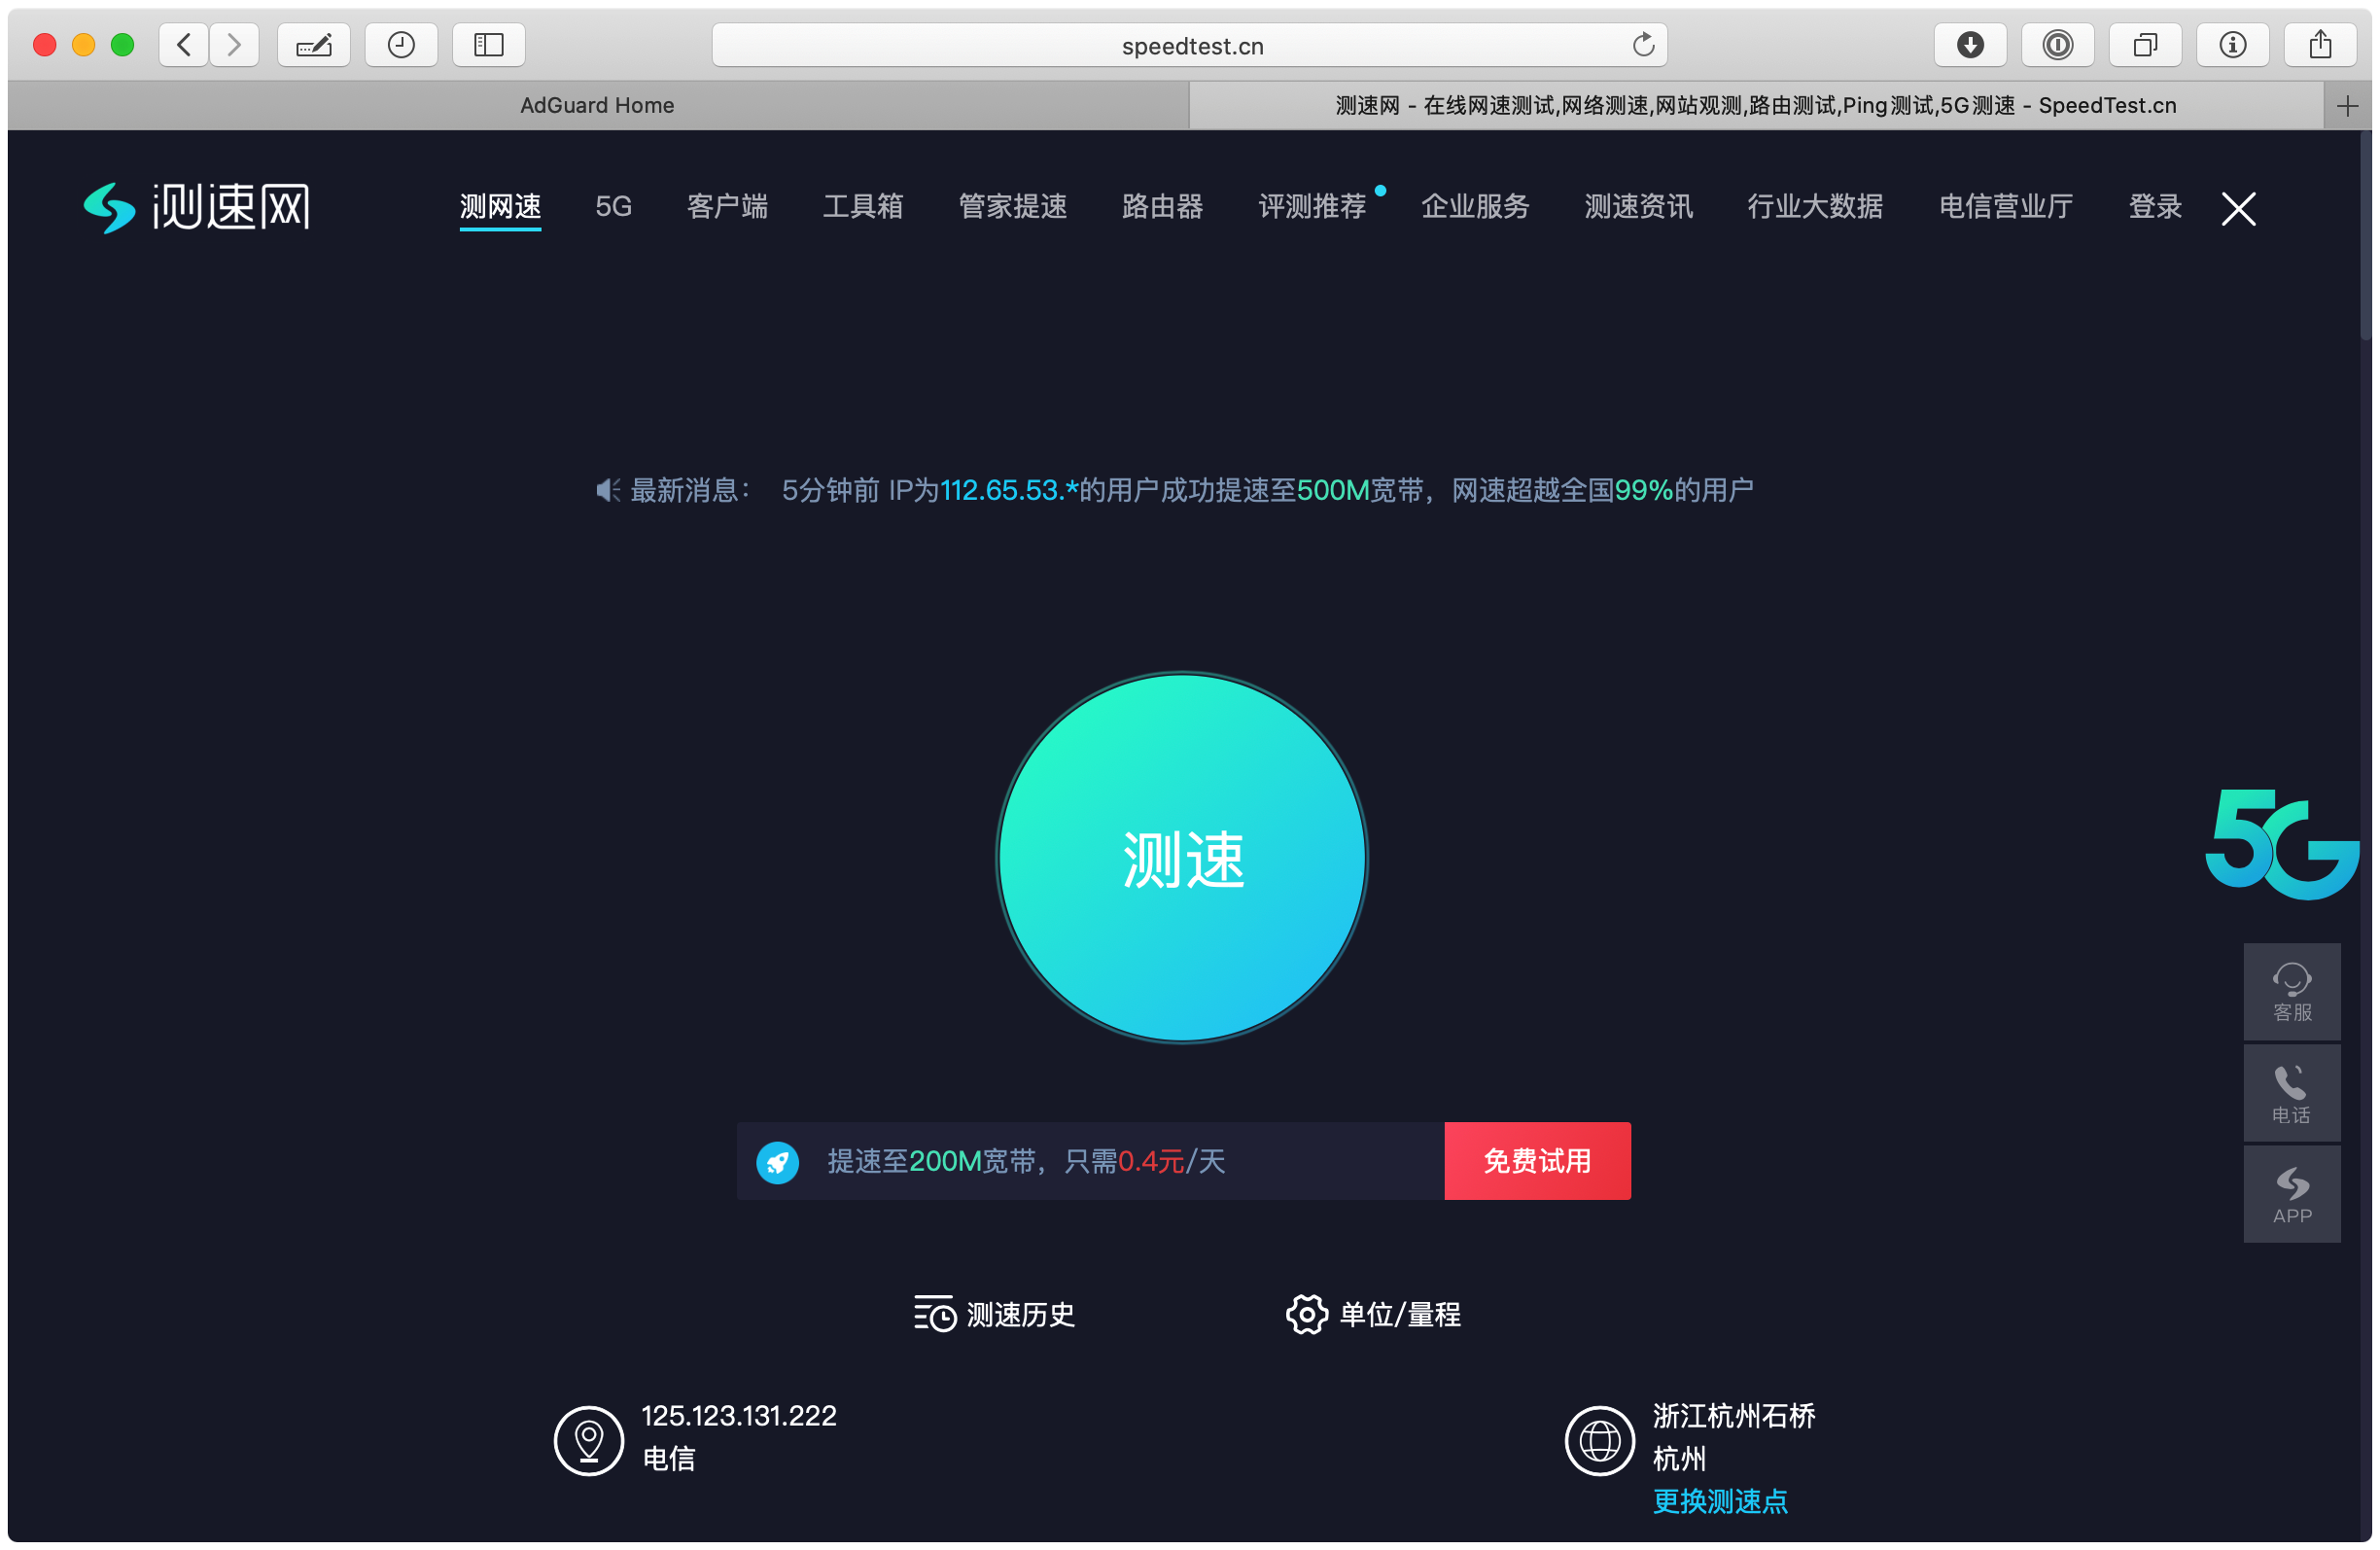 speedtest.cn
AdGuard Home
测速网 - 在线网速测试,网络测速,网站观测,路由测试,Ping测试,5G测速 - SpeedTest.cn
测速网
测网速 5G 客户端 工具箱 管家提速 路由器 评测推荐 企业服务 测速资讯 行业大数据 电信营业厅 登录
最新消息： 5分钟前 IP为112.65.53.*的用户成功提速至500M宽带，网速超越全国99%的用户
测速
5G
客服
电话
APP
提速至200M宽带，只需0.4元/天
免费试用
测速历史
单位/量程
125.123.131.222
电信
浙江杭州石桥
杭州
更换测速点